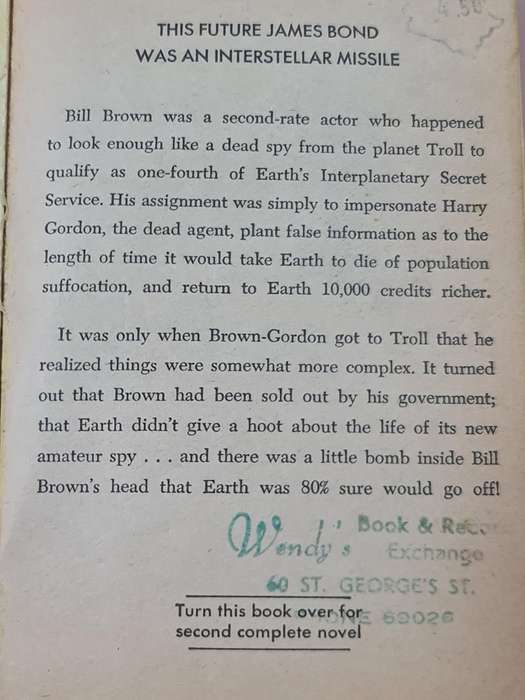 4.50
THIS FUTURE JAMES BOND
WAS AN INTERSTELLAR MISSILE
Bill Brown was a second-rate actor who happened
to look enough like a dead spy from the planet Troll to
qualify as one-fourth of Earth's Interplanetary Secret
Service. His assignment was simply to impersonate Harry
Gordon, the dead agent, plant false information as to the
length of time it would take Earth to die of population
suffocation, and return to Earth 10,000 credits richer.
It was only when Brown-Gordon got to Troll that he
realized things were somewhat more complex. It turned
out that Brown had been sold out by his government;
that Earth didn't give a hoot about the life of its new
amateur spy . . . and there was a little bomb inside Bill
Brown's head that Earth was 80% sure would go off!
Wendy's Book &
Exchange
60 ST. GEORGE'S ST.
Turn this book over for
69026
second complete novel